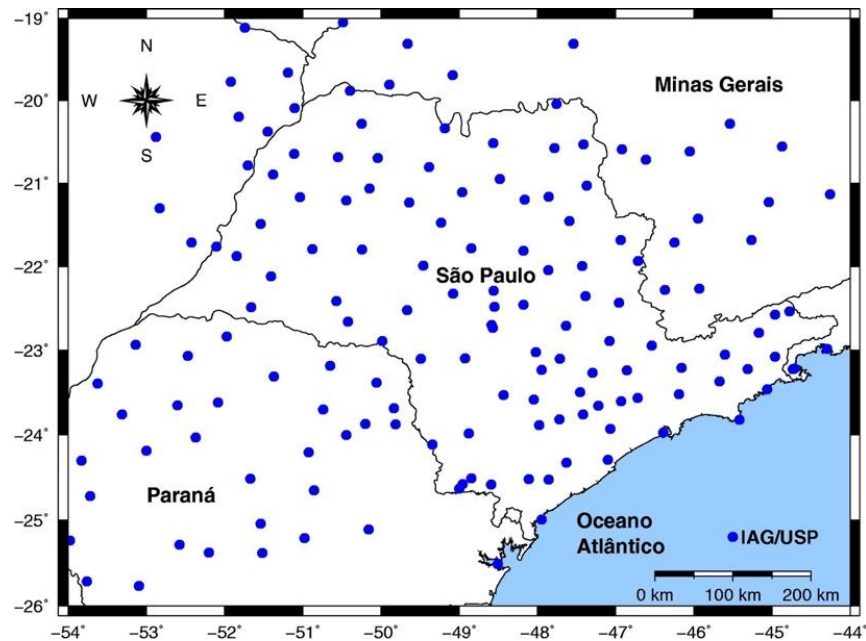 −19
N
Minas Gerais
−20
W
E
S
−21
−22
São Paulo
−23
−24
Paraná
−25
Oceano
Atlântico
IAG/USP
0 km
100 km
200 km
−26
−54
−53
−52
−51
−50
−49
−48
−47
−46
−45
−44